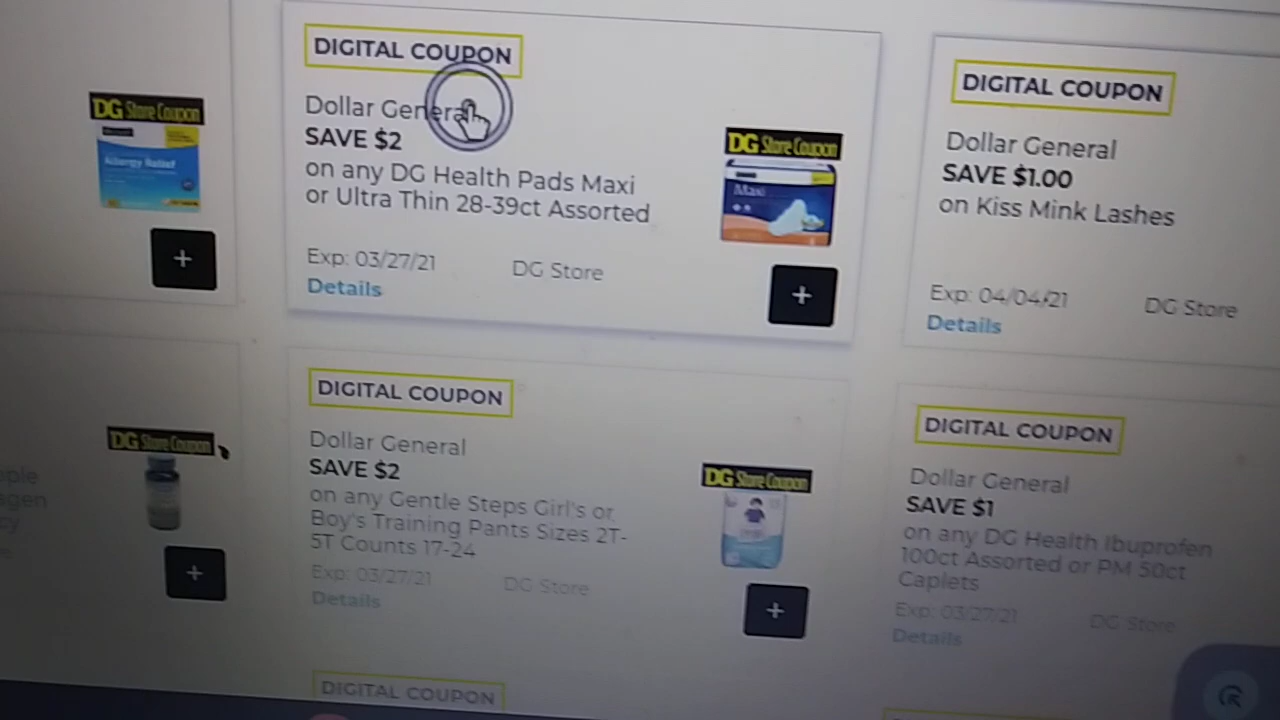 DG Store Coupon
Allergy Relief
+
DIGITAL COUPON
Dollar General
SAVE $2
on any DG Health Pads Maxi
or Ultra Thin 28-39ct Assorted
Exp: 03/27/21 DG Store
Details
DG Store Coupon
Maxi
+
DIGITAL COUPON
Dollar General
SAVE $1.00
on Kiss Mink Lashes
Exp: 04/04/21 DG Store
Details
DG Store Coupon
+
DIGITAL COUPON
Dollar General
SAVE $2
on any Gentle Steps Girl's or
Boy's Training Pants Sizes 2T-
5T Counts 17-24
Exp: 03/27/21 DG Store
Details
DG Store Coupon
+
DIGITAL COUPON
Dollar General
SAVE $1
on any DG Health Ibuprofen
100ct Assorted or PM 50ct
Caplets
Exp: 03/27/21 DG Store
Details
DIGITAL COUPON